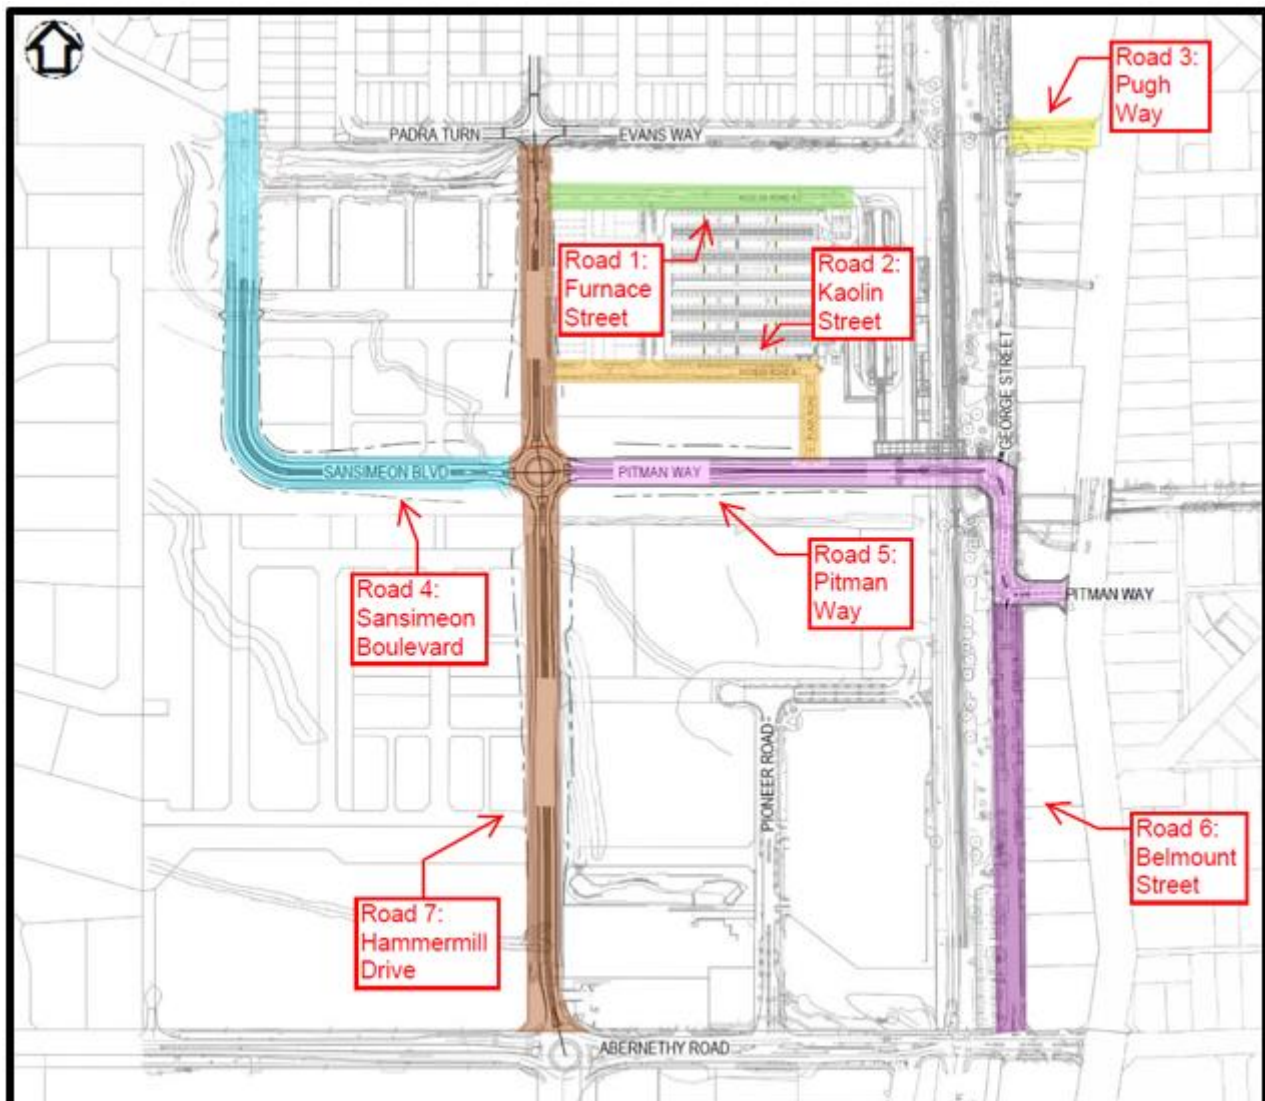 Road 3:
Pugh
Way
PADRA TURN
EVANS WAY
Road 1:
Furnace
Street
Road 2:
Kaolin
Street
GEORGE STREET
SANSIMEON BLVD
PITMAN WAY
Road 4:
Sansimeon
Boulevard
Road 5:
Pitman
Way
PITMAN WAY
PIONEER ROAD
Road 6:
Belmount
Street
Road 7:
Hammermill
Drive
ABERNETHY ROAD